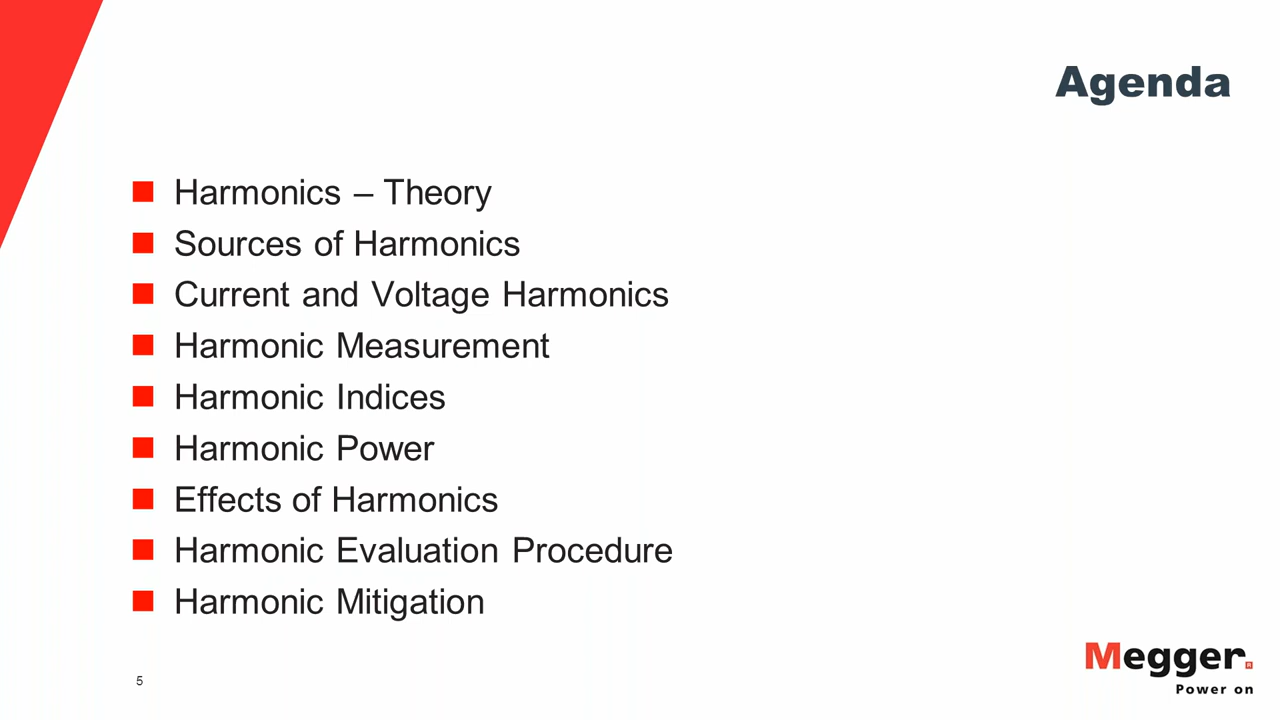 Agenda
Harmonics – Theory
Sources of Harmonics
Current and Voltage Harmonics
Harmonic Measurement
Harmonic Indices
Harmonic Power
Effects of Harmonics
Harmonic Evaluation Procedure
Harmonic Mitigation
5
Megger
Power on